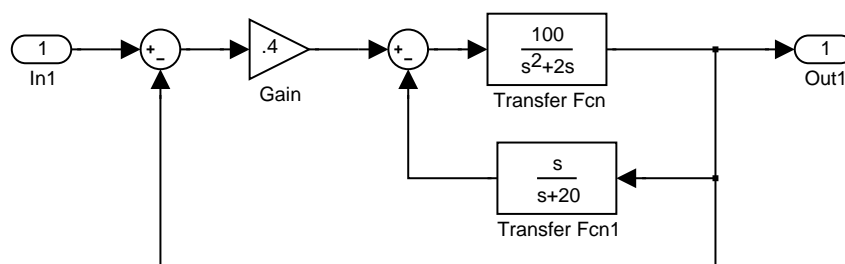 1
In1
+
−
.4
Gain
+
−
100
s2+2s
Transfer Fcn
1
Out1
s
s+20
Transfer Fcn1